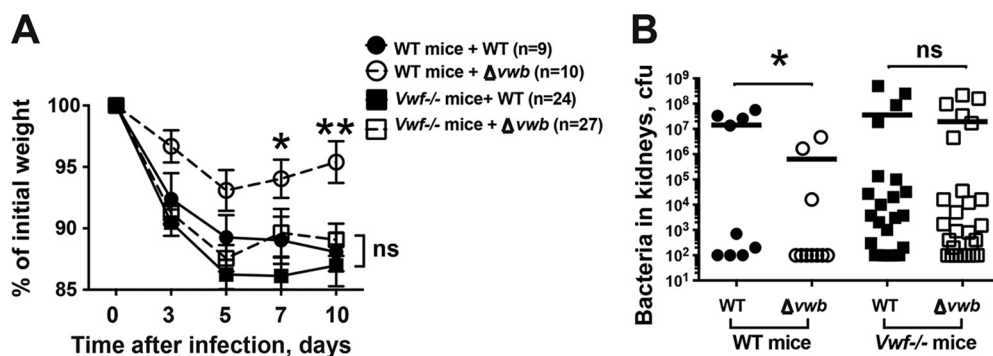 A
WT mice + WT (n=9)
WT mice + Δvwb (n=10)
Vwf-/- mice+ WT (n=24)
Vwf-/- mice + Δvwb (n=27)
% of initial weight
100
95
90
85
* **
ns
0 3 5 7 10
Time after infection, days
B
* ns
Bacteria in kidneys, cfu
10⁹
10⁸
10⁷
10⁶
10⁵
10⁴
10³
10²
10¹
WT Δvwb WT Δvwb
WT mice Vwf-/- mice